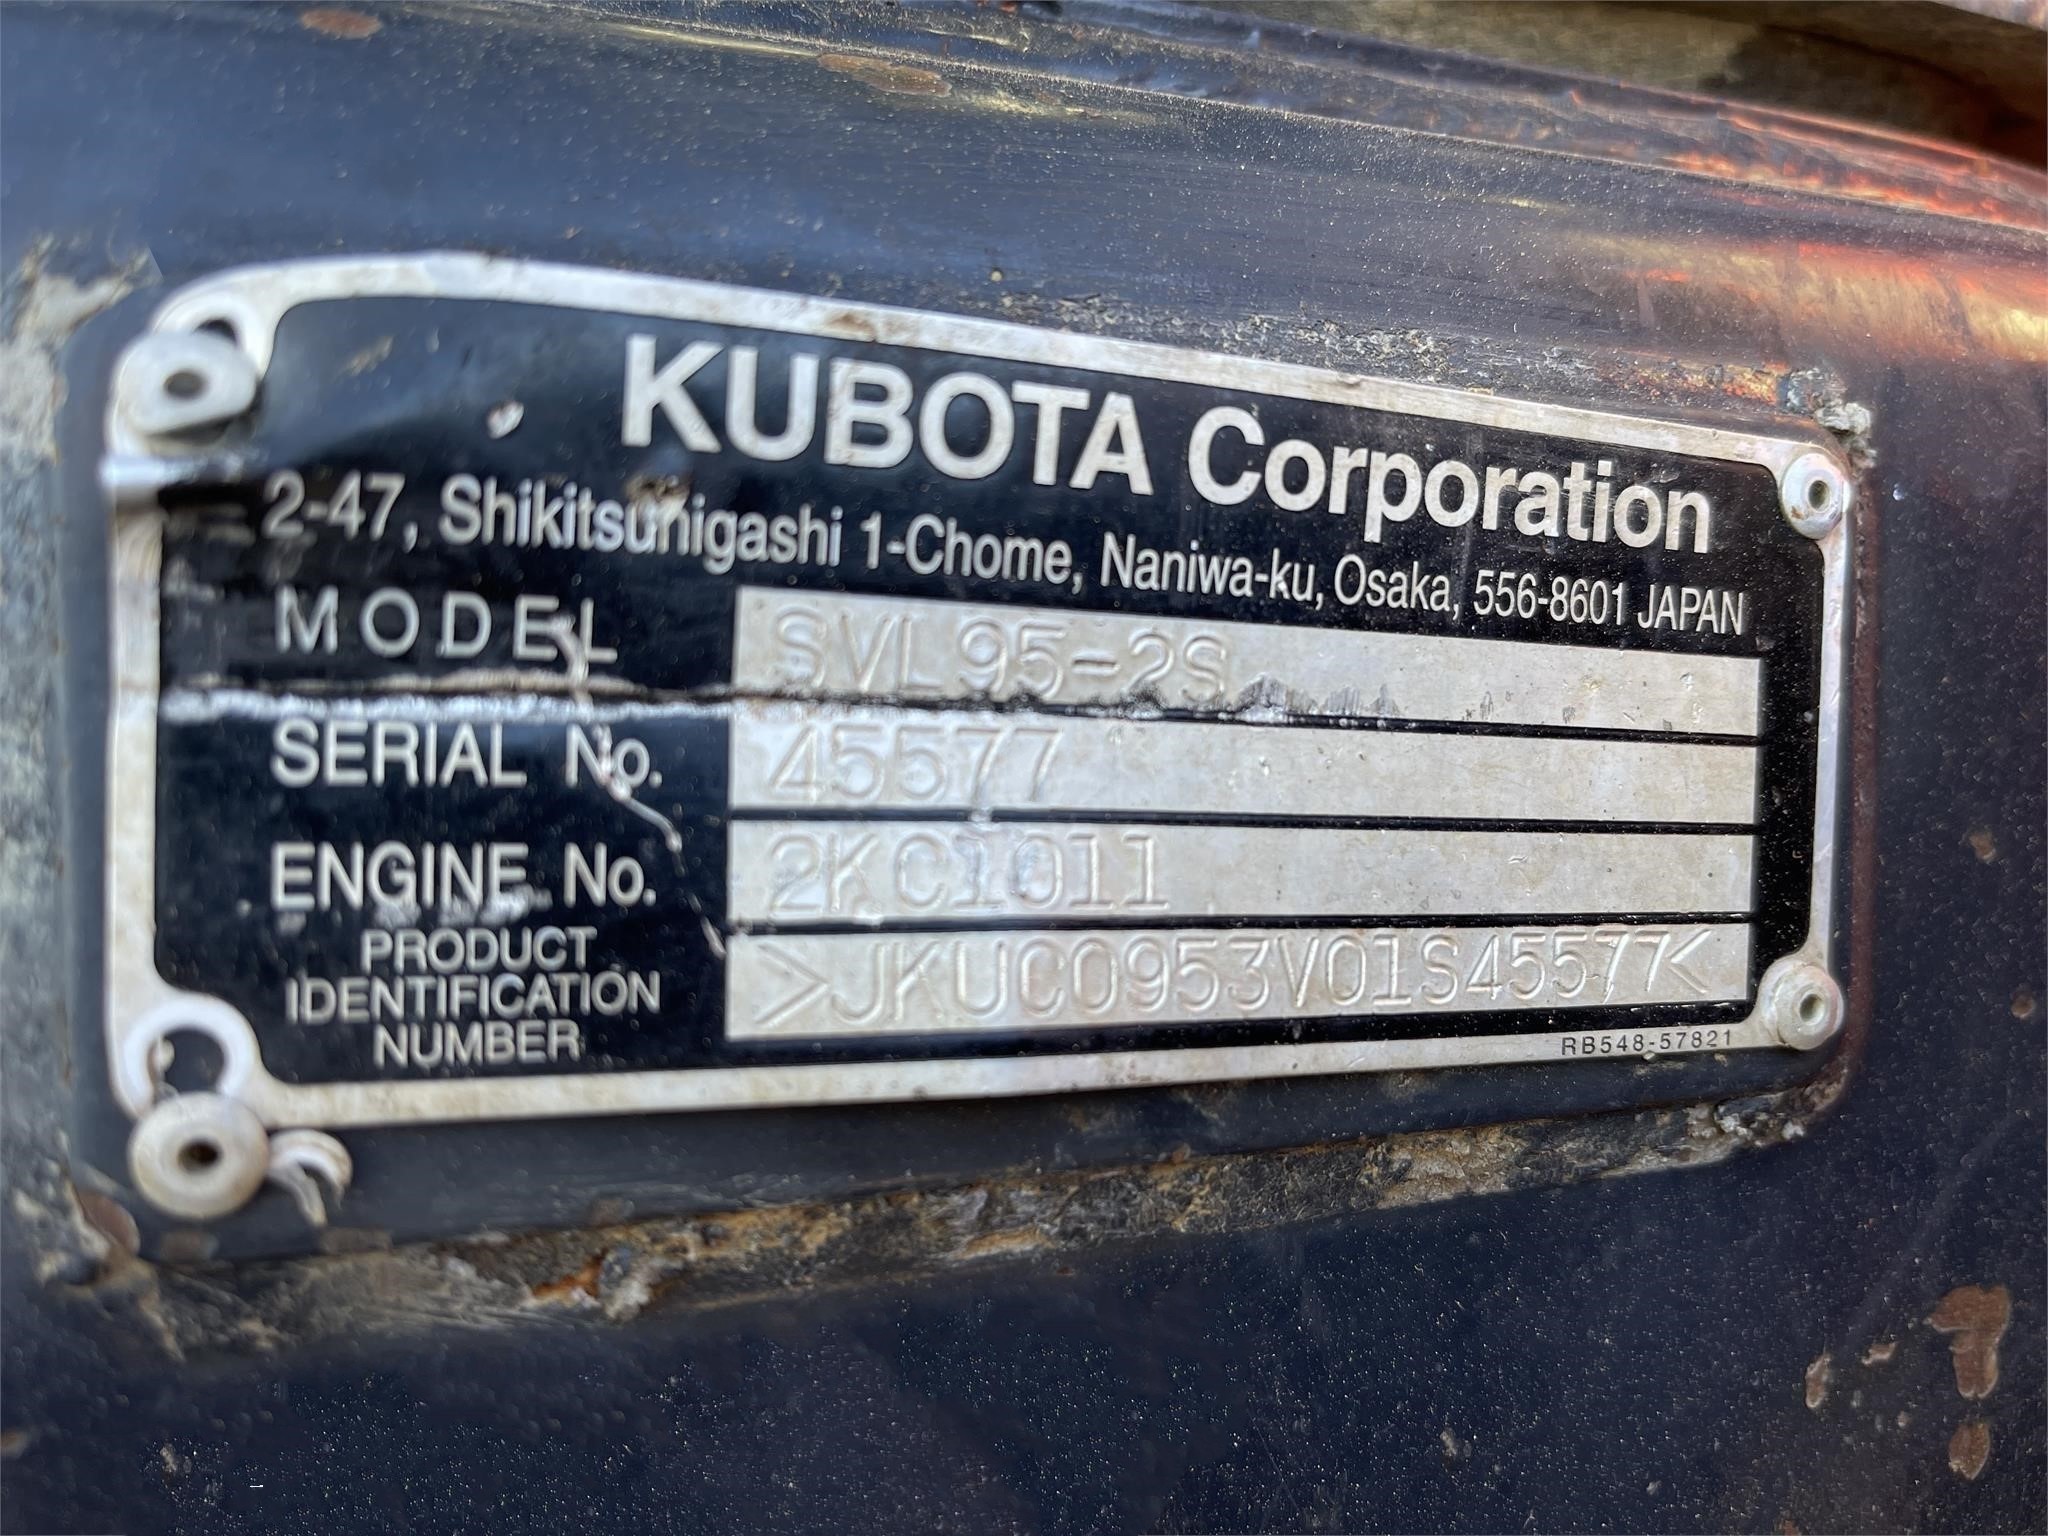 KUBOTA Corporation
2-47, Shikitsuhigashi 1-Chome, Naniwa-ku, Osaka, 556-8601 JAPAN
MODEL SVL95-2S
SERIAL No. 45577
ENGINE No. 2KC1011
PRODUCT
IDENTIFICATION
NUMBER
>JKUC0953V01S45577<
RB548-57821